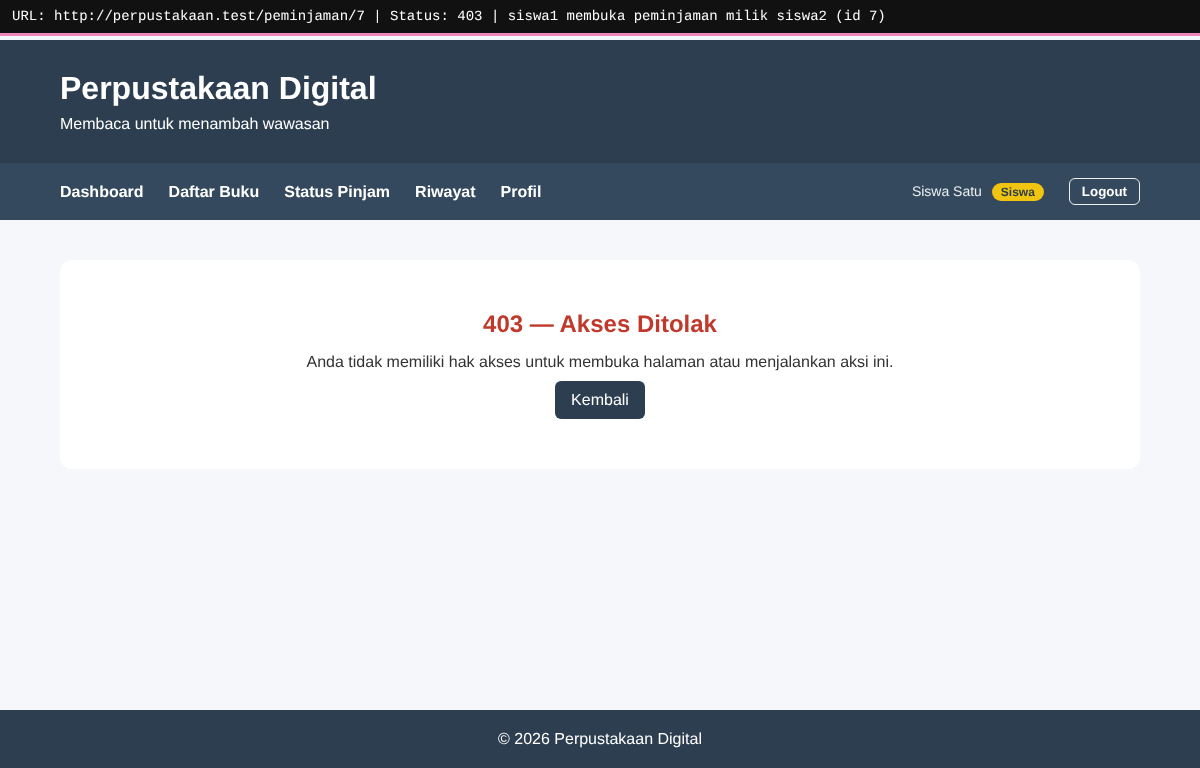 URL: http://perpustakaan.test/peminjaman/7 | Status: 403 | siswa1 membuka peminjaman milik siswa2 (id 7)
Perpustakaan Digital
Membaca untuk menambah wawasan
Dashboard Daftar Buku Status Pinjam Riwayat Profil Siswa Satu Siswa Logout
403 — Akses Ditolak
Anda tidak memiliki hak akses untuk membuka halaman atau menjalankan aksi ini.
Kembali
© 2026 Perpustakaan Digital